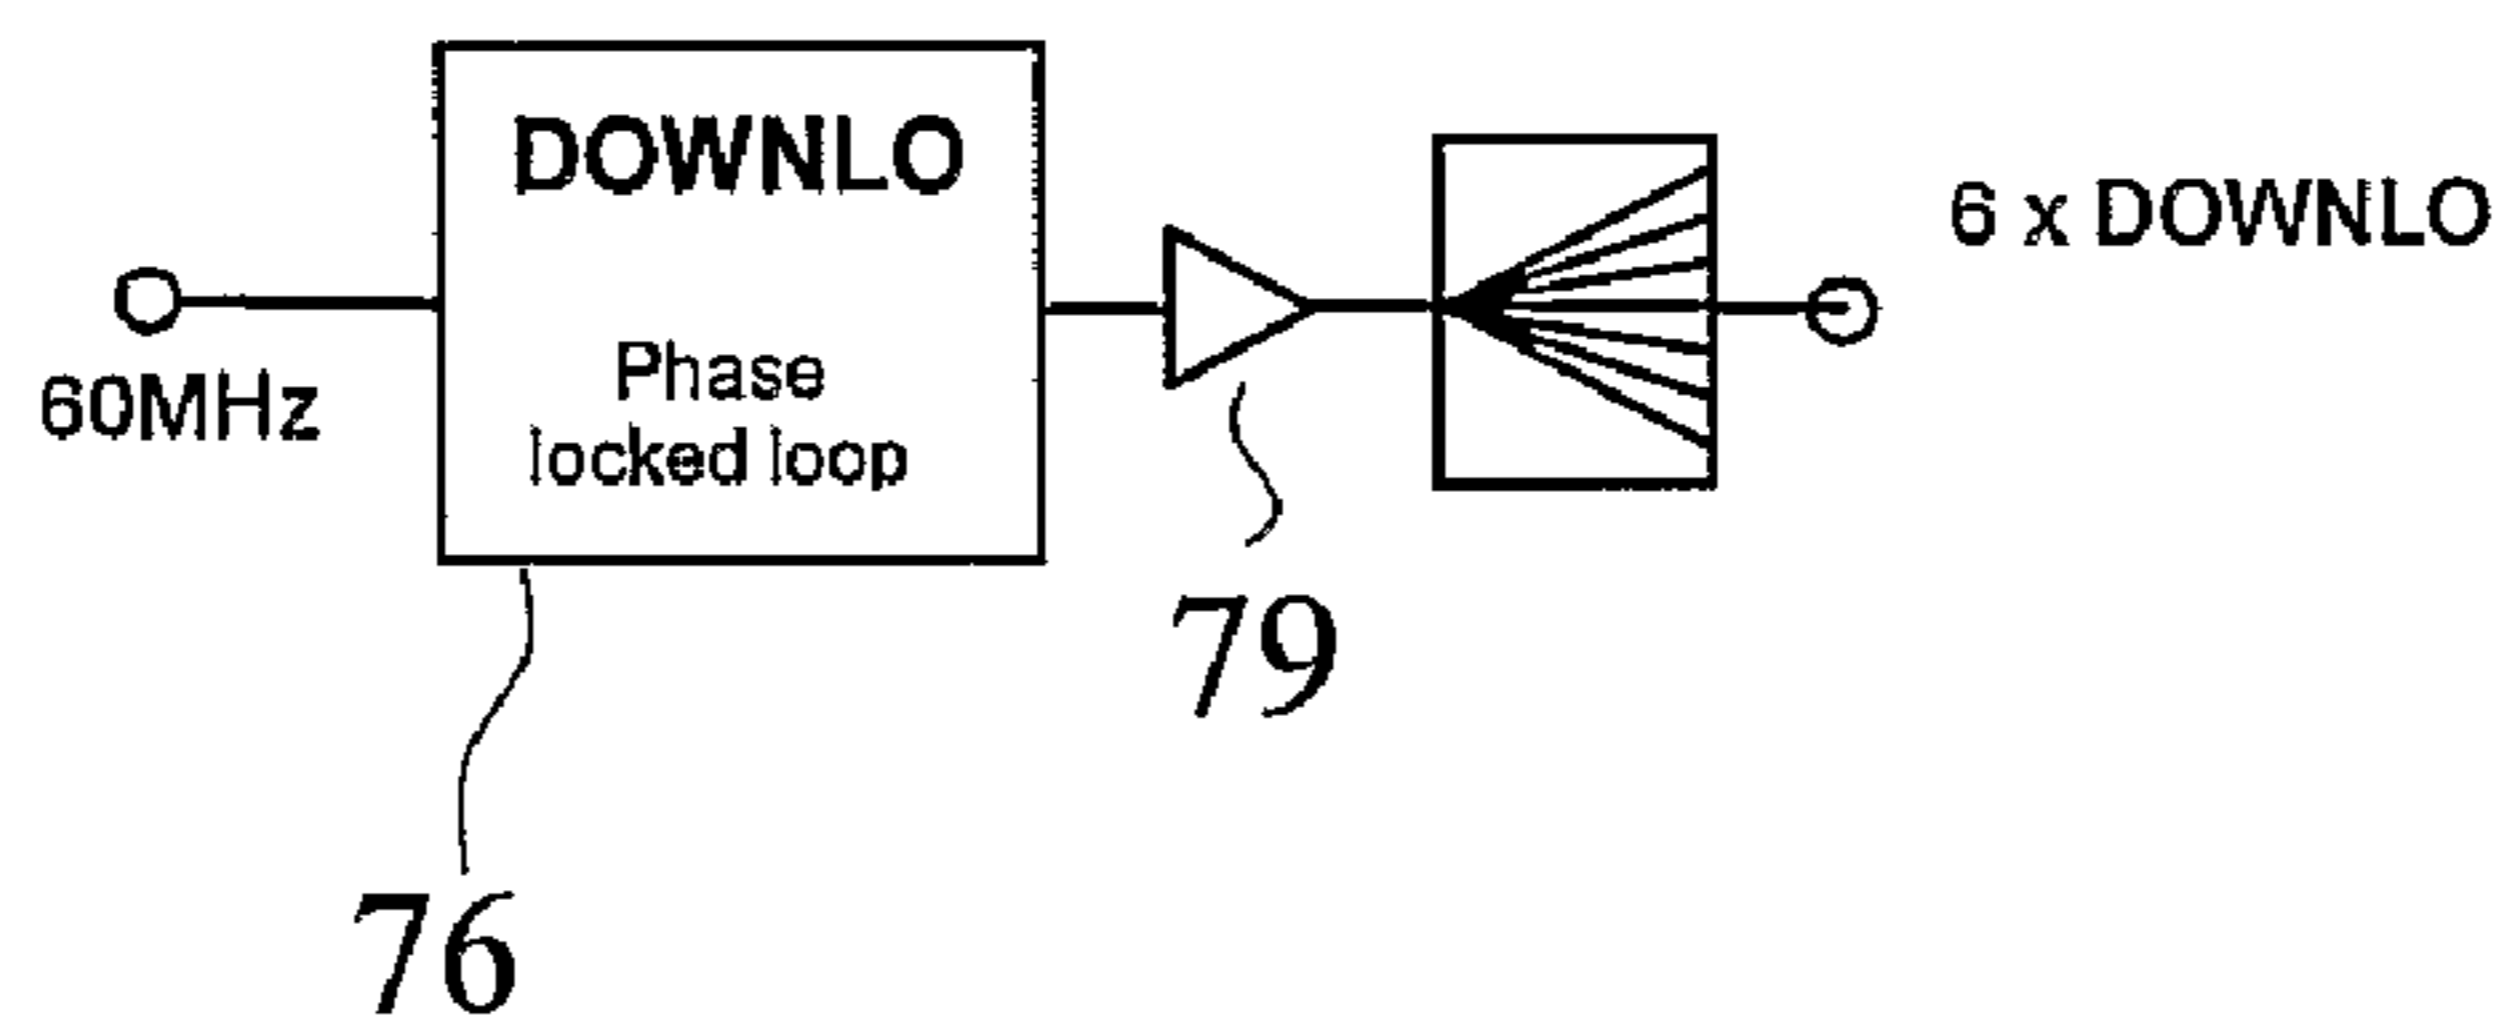 DOWNLO
6 x DOWNLO
60MHz
Phase
locked loop
79
76